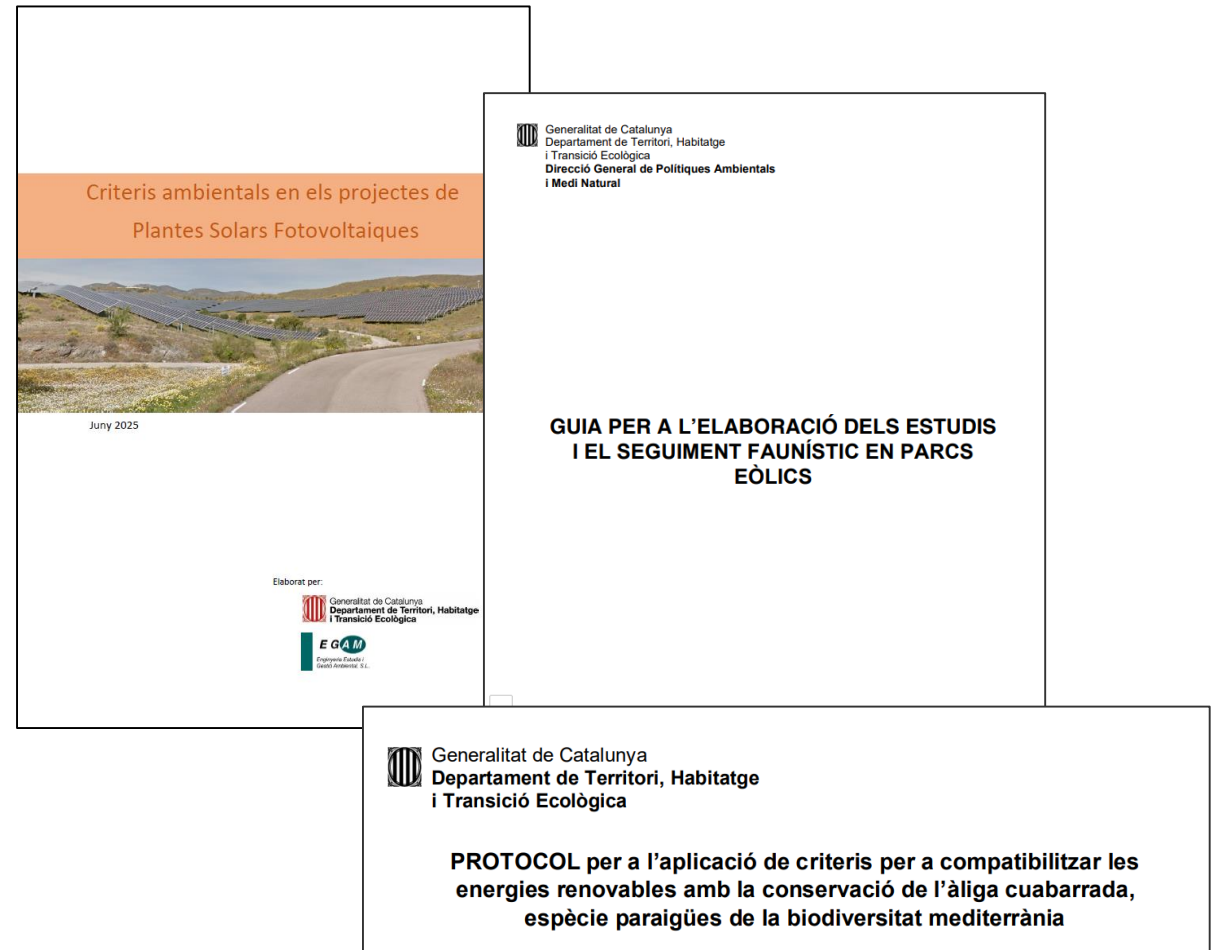 Criteris ambientals en els projectes de
Plantes Solars Fotovoltaiques
Juny 2025
Elaborat per:
Generalitat de Catalunya
Departament de Territori, Habitatge
i Transició Ecològica
EGAM
Enginyeria Estudis i
Gestió Ambiental, S.L.
Generalitat de Catalunya
Departament de Territori, Habitatge
i Transició Ecològica
Direcció General de Polítiques Ambientals
i Medi Natural
GUIA PER A L’ELABORACIÓ DELS ESTUDIS
I EL SEGUIMENT FAUNÍSTIC EN PARCS
EÒLICS
Generalitat de Catalunya
Departament de Territori, Habitatge
i Transició Ecològica
PROTOCOL per a l’aplicació de criteris per a compatibilitzar les
energies renovables amb la conservació de l’àliga cuabarrada,
espècie paraigües de la biodiversitat mediterrània